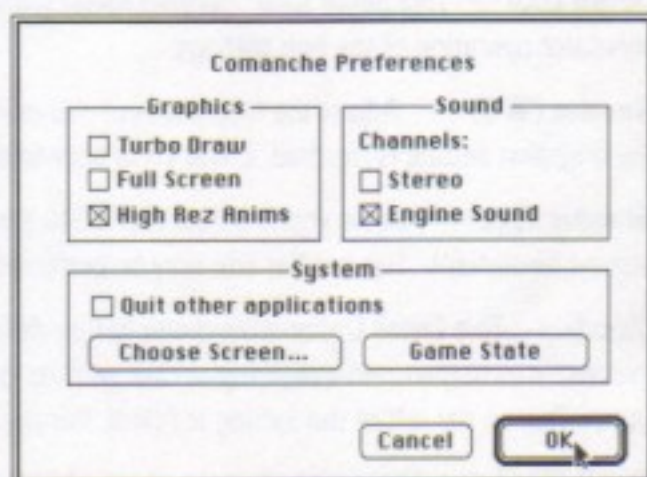 Comanche Preferences
Graphics
Turbo Draw
Full Screen
High Rez Anims
Sound
Channels:
Stereo
Engine Sound
System
Quit other applications
Choose Screen...
Game State
Cancel
OK